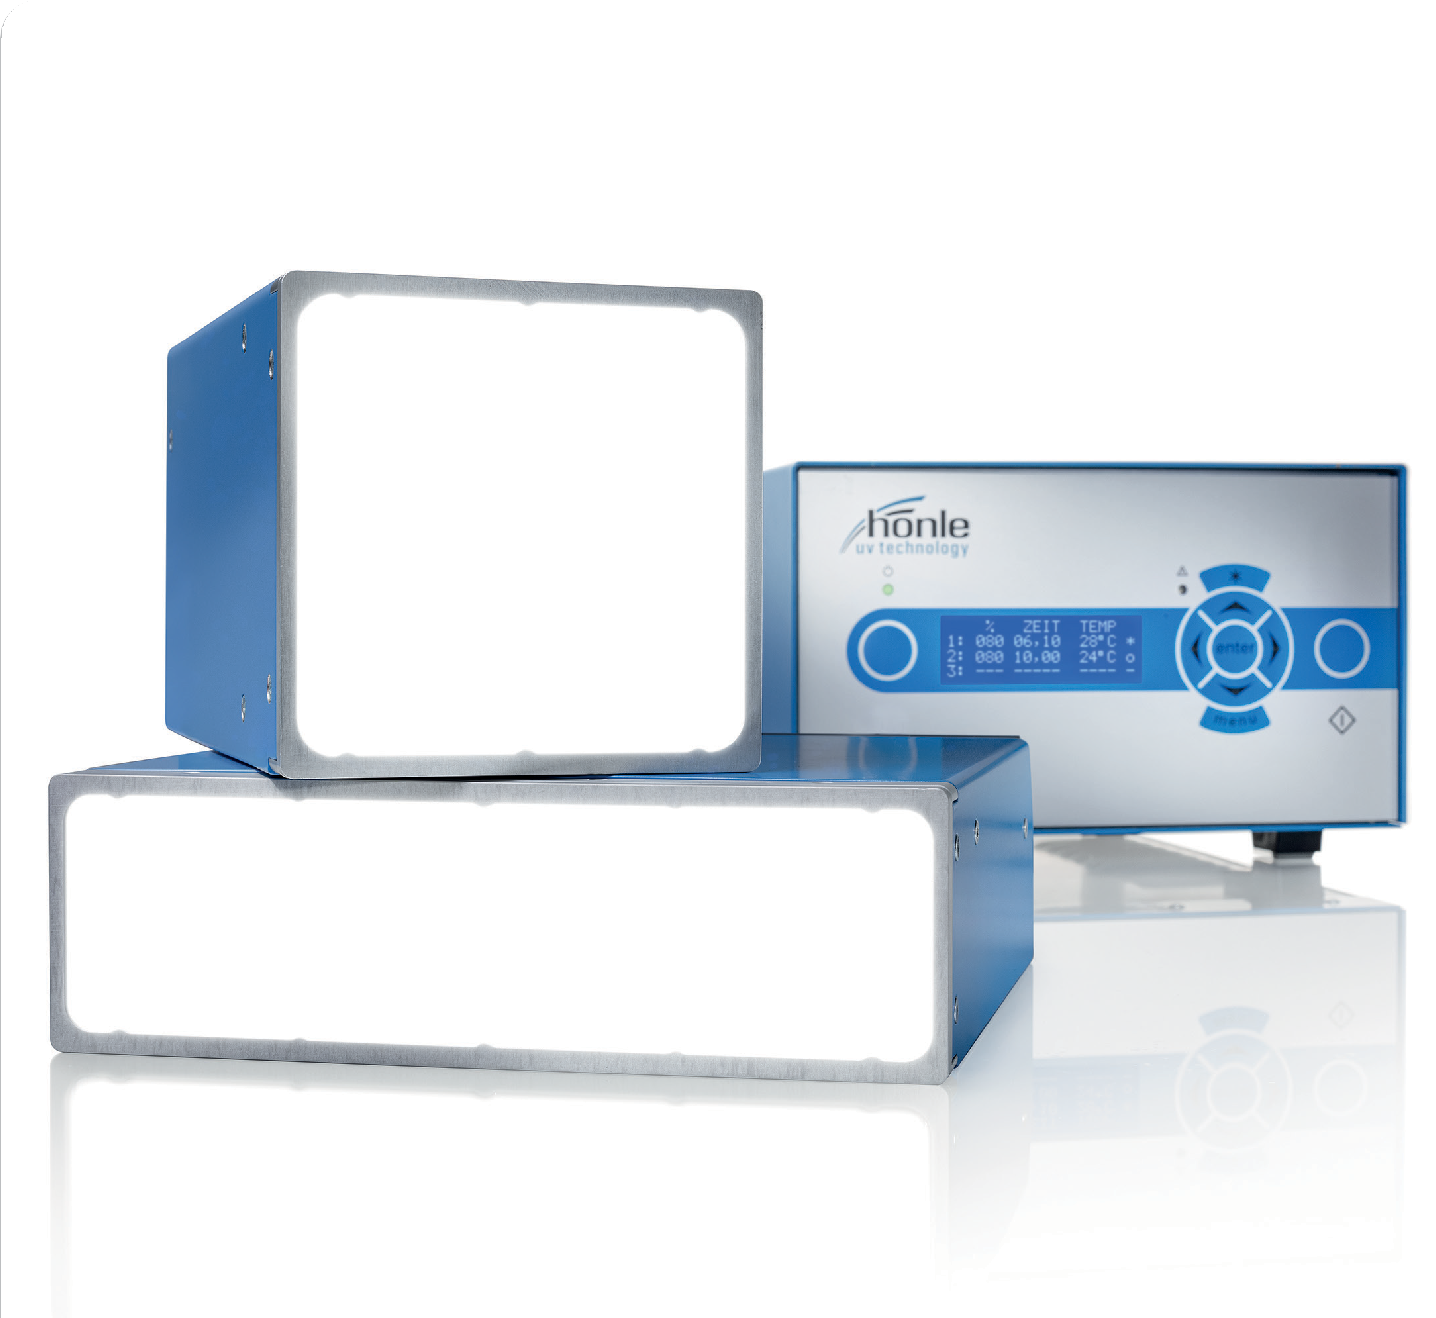 hönle
uv technology
% ZEIT TEMP
1: 080 06,10 28°C *
2: 080 10,00 24°C o
3: --- ----- ---- -
enter
menu